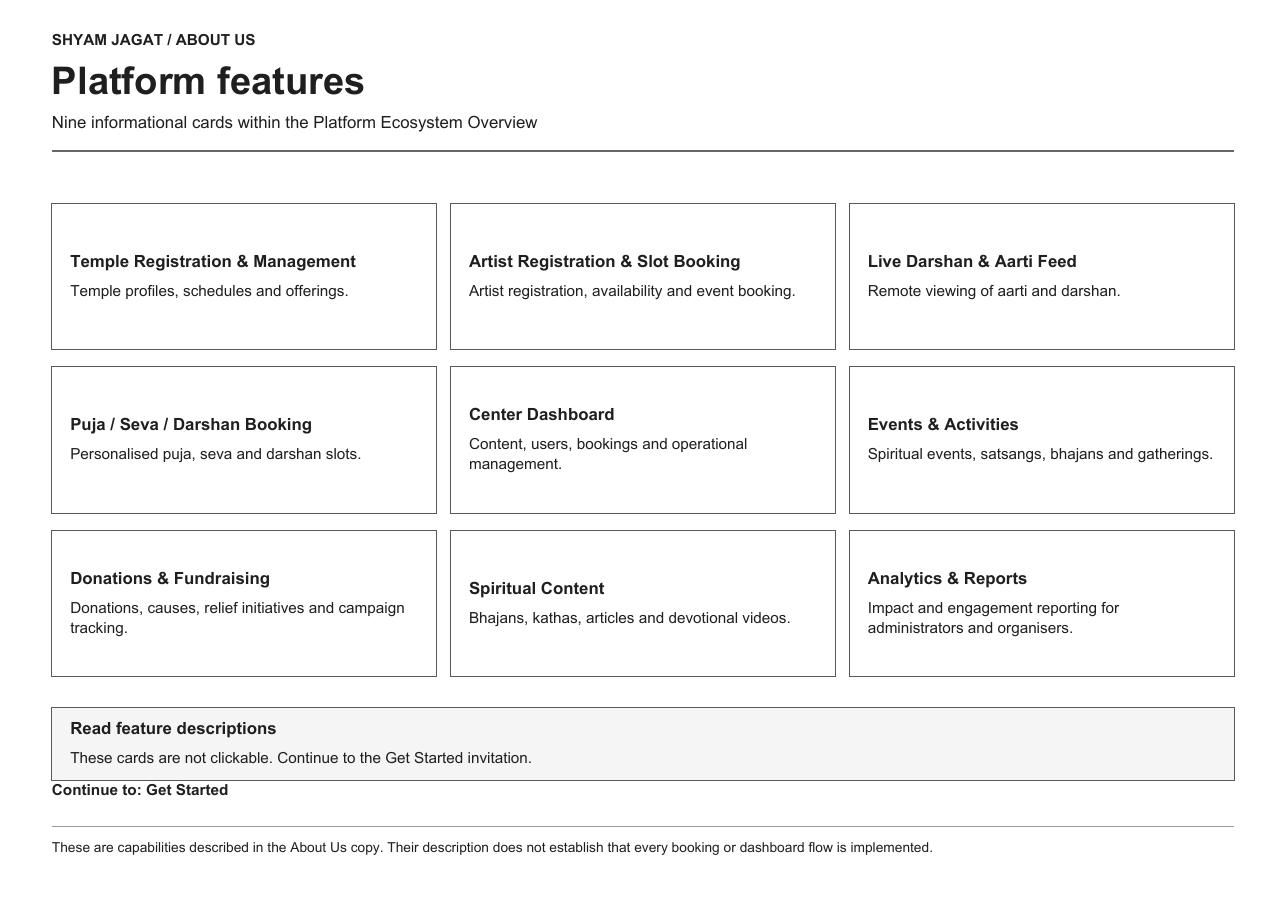 SHYAM JAGAT / ABOUT US
Platform features
Nine informational cards within the Platform Ecosystem Overview
Temple Registration & Management
Temple profiles, schedules and offerings.
Artist Registration & Slot Booking
Artist registration, availability and event booking.
Live Darshan & Aarti Feed
Remote viewing of aarti and darshan.
Puja / Seva / Darshan Booking
Personalised puja, seva and darshan slots.
Center Dashboard
Content, users, bookings and operational
management.
Events & Activities
Spiritual events, satsangs, bhajans and gatherings.
Donations & Fundraising
Donations, causes, relief initiatives and campaign
tracking.
Spiritual Content
Bhajans, kathas, articles and devotional videos.
Analytics & Reports
Impact and engagement reporting for
administrators and organisers.
Read feature descriptions
These cards are not clickable. Continue to the Get Started invitation.
Continue to: Get Started
These are capabilities described in the About Us copy. Their description does not establish that every booking or dashboard flow is implemented.